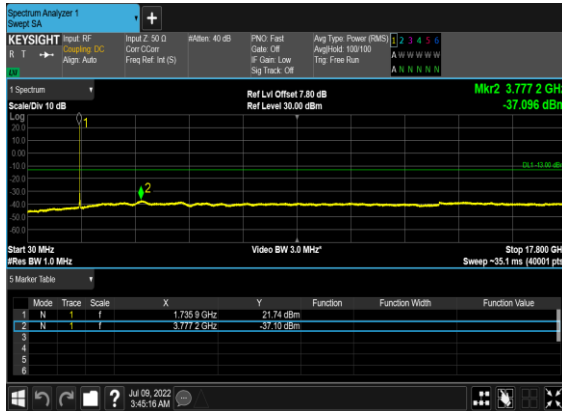 Spectrum Analyzer 1
Swept SA
+
KEYSIGHT Input: RF Input Z: 50 Ω #Atten: 40 dB PNO: Fast Avg Type: Power (RMS) 1 2 3 4 5 6
R T Coupling: DC Corr CCorr Gate: Off Avg|Hold: 100/100 A W W W W W
Align: Auto Freq Ref: Int (S) IF Gain: Low Trig: Free Run
LXI Sig Track: Off A N N N N N
1 Spectrum Ref Lvl Offset 7.80 dB Mkr2 3.777 2 GHz
Scale/Div 10 dB Ref Level 30.00 dBm -37.096 dBm
Log
1
20.0
10.0
0.00
-10.0
DL1 -13.00 dBm
-20.0
2
-30.0
-40.0
-50.0
-60.0
Start 30 MHz Video BW 3.0 MHz* Stop 17.800 GHz
#Res BW 1.0 MHz Sweep ~35.1 ms (40001 pts)
5 Marker Table
Mode Trace Scale X Y Function Function Width Function Value
1 N 1 f 1.735 9 GHz 21.74 dBm
2 N 1 f 3.777 2 GHz -37.10 dBm
3
4
5
6
? Jul 09, 2022
3:45:16 AM